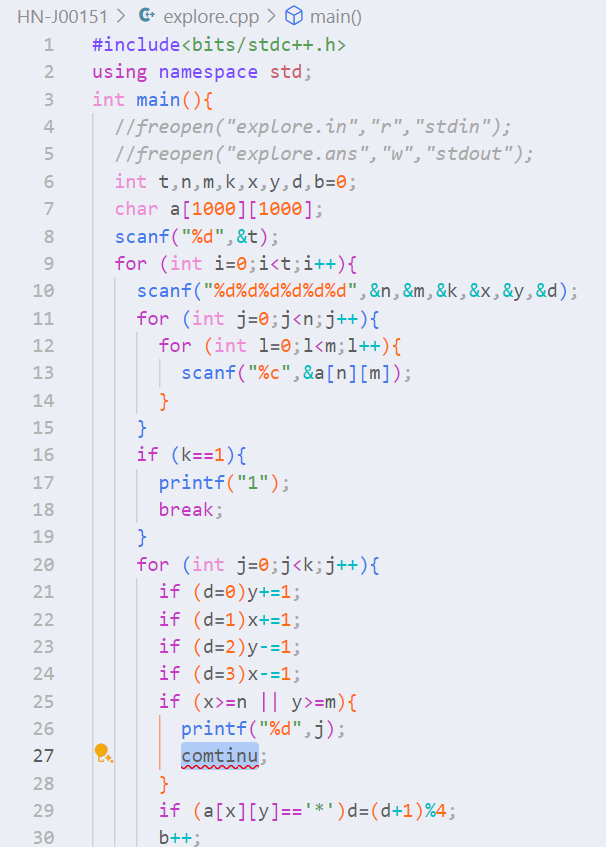 HN-J00151 > explore.cpp > main()
1 #include<bits/stdc++.h>
2 using namespace std;
3 int main(){
4 //freopen("explore.in","r","stdin");
5 //freopen("explore.ans","w","stdout");
6 int t,n,m,k,x,y,d,b=0;
7 char a[1000][1000];
8 scanf("%d",&t);
9 for (int i=0;i<t;i++){
10 scanf("%d%d%d%d%d%d",&n,&m,&k,&x,&y,&d);
11 for (int j=0;j<n;j++){
12 for (int l=0;l<m;l++){
13 scanf("%c",&a[n][m]);
14 }
15 }
16 if (k==1){
17 printf("1");
18 break;
19 }
20 for (int j=0;j<k;j++){
21 if (d=0)y+=1;
22 if (d=1)x+=1;
23 if (d=2)y-=1;
24 if (d=3)x-=1;
25 if (x>=n || y>=m){
26 printf("%d",j);
27 comtinu;
28 }
29 if (a[x][y]=='*')d=(d+1)%4;
30 b++;